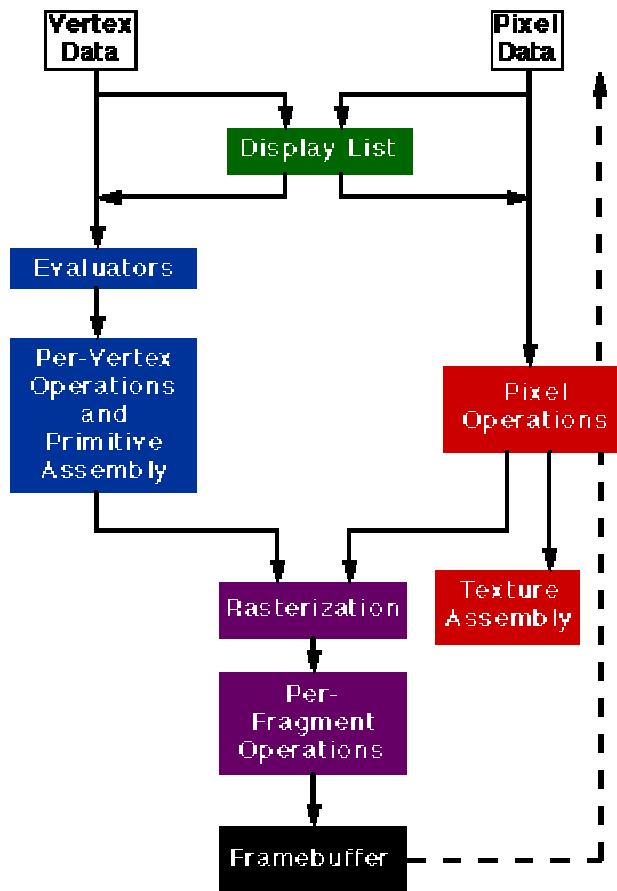 Vertex
Data
Pixel
Data
Display List
Evaluators
Per-Vertex
Operations
and
Primitive
Assembly
Pixel
Operations
Rasterization
Texture
Assembly
Per-
Fragment
Operations
Framebuffer